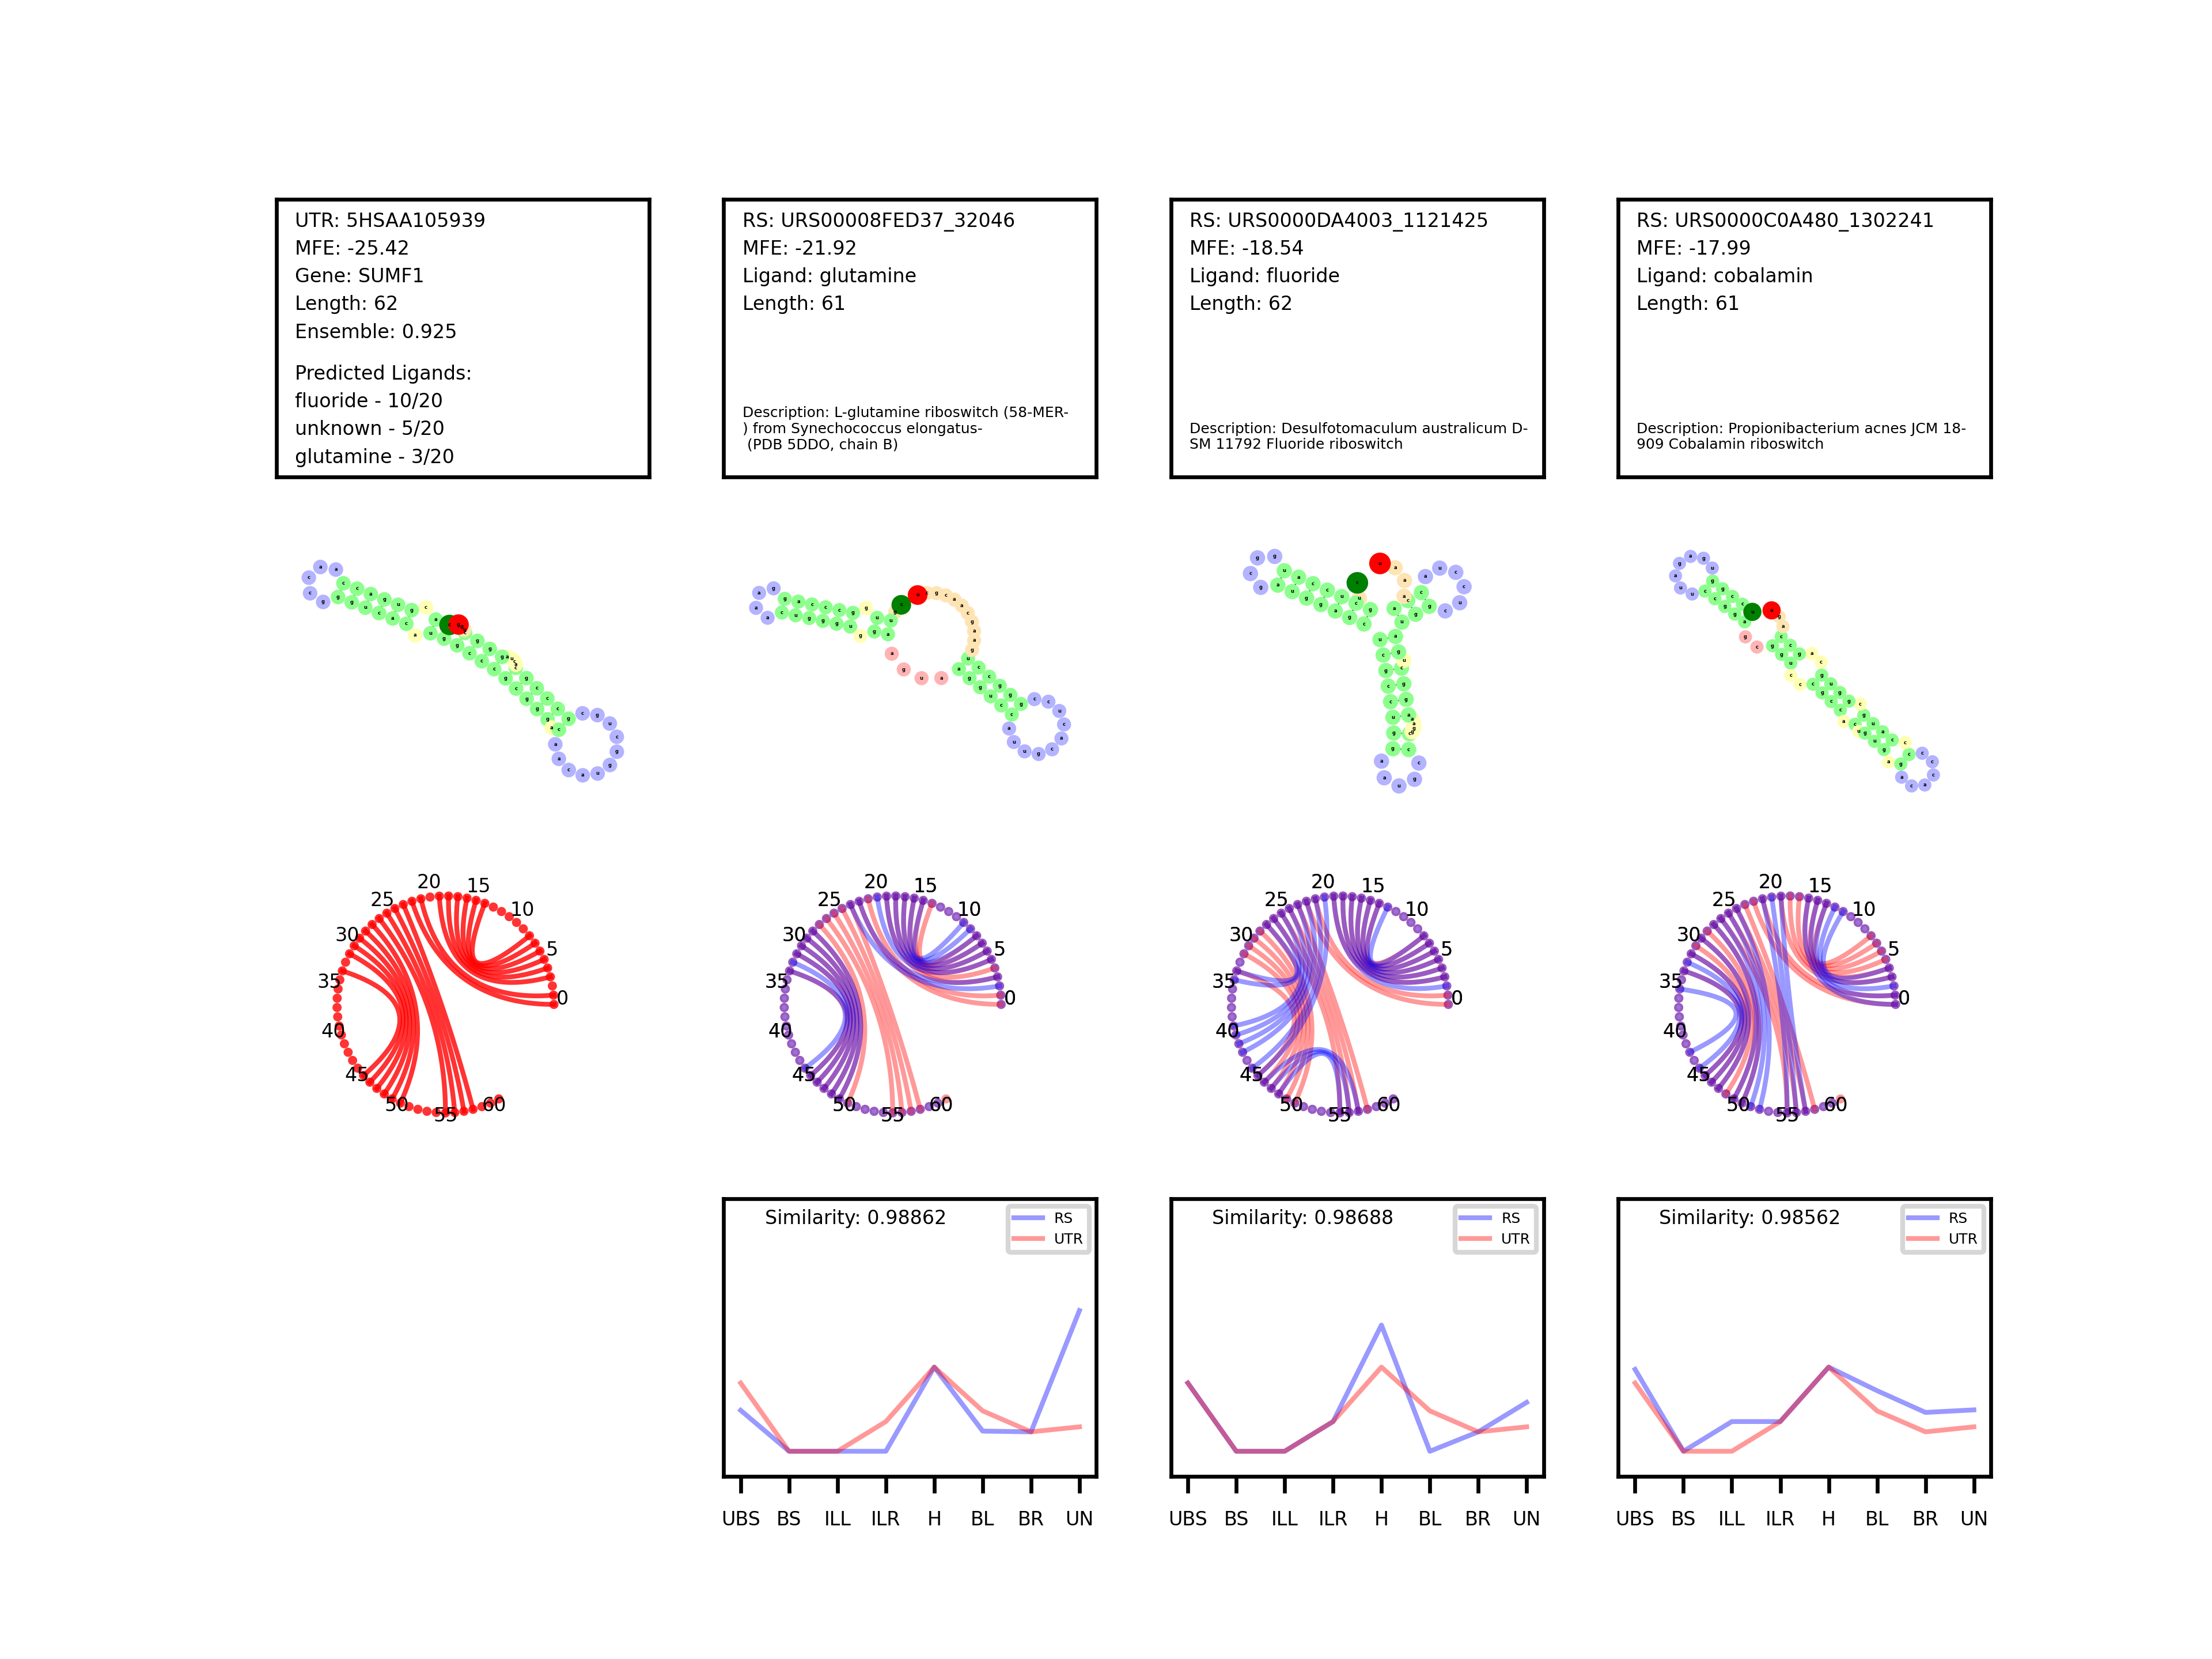 UTR: 5HSAA105939
MFE: -25.42
Gene: SUMF1
Length: 62
Ensemble: 0.925
Predicted Ligands:
fluoride - 10/20
unknown - 5/20
glutamine - 3/20
RS: URS00008FED37_32046
MFE: -21.92
Ligand: glutamine
Length: 61
Description: L-glutamine riboswitch (58-MER-
) from Synechococcus elongatus-
(PDB 5DDO, chain B)
RS: URS0000DA4003_1121425
MFE: -18.54
Ligand: fluoride
Length: 62
Description: Desulfotomaculum australicum D-
SM 11792 Fluoride riboswitch
RS: URS0000C0A480_1302241
MFE: -17.99
Ligand: cobalamin
Length: 61
Description: Propionibacterium acnes JCM 18-
909 Cobalamin riboswitch
0
5
10
15
20
25
30
35
40
45
50
55
60
0
5
10
15
20
25
30
35
40
45
50
55
60
0
5
10
15
20
25
30
35
40
45
50
55
60
0
5
10
15
20
25
30
35
40
45
50
55
60
Similarity: 0.98862
RS
UTR
UBS BS ILL ILR H BL BR UN
Similarity: 0.98688
RS
UTR
UBS BS ILL ILR H BL BR UN
Similarity: 0.98562
RS
UTR
UBS BS ILL ILR H BL BR UN